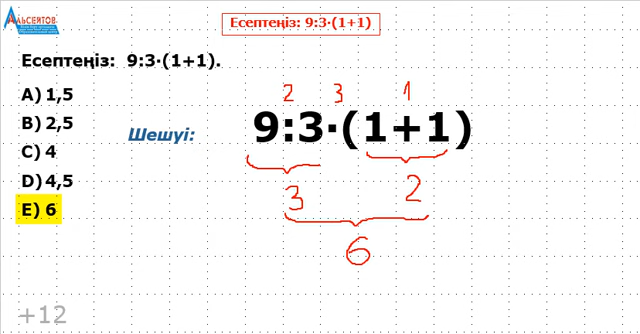 АЛЬСЕИТОВ
Есептеңіз: 9:3·(1+1)
Есептеңіз: 9:3·(1+1).
A) 1,5
B) 2,5
C) 4
D) 4,5
E) 6
Шешуі:
2 3 1
9:3·(1+1)
3 2
6
+12